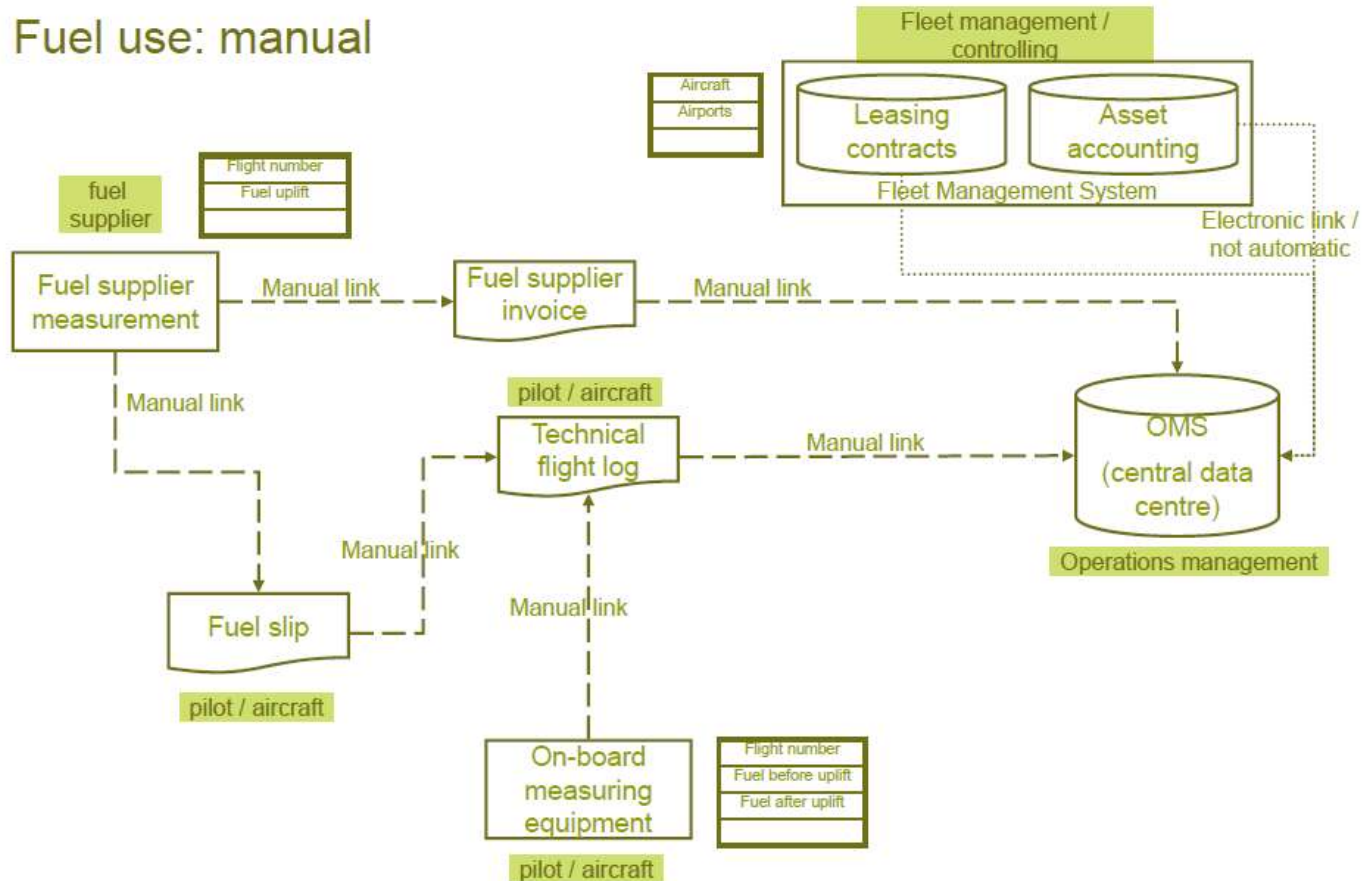 Fuel use: manual
Fleet management /
controlling
Aircraft
Airports
Leasing
contracts
Asset
accounting
Fleet Management System
Electronic link /
not automatic
fuel
supplier
Flight number
Fuel uplift
Fuel supplier
measurement
Manual link
Fuel supplier
invoice
Manual link
Manual link
pilot / aircraft
Technical
flight log
Manual link
OMS
(central data
centre)
Operations management
Manual link
Fuel slip
pilot / aircraft
Manual link
On-board
measuring
equipment
Flight number
Fuel before uplift
Fuel after uplift
pilot / aircraft